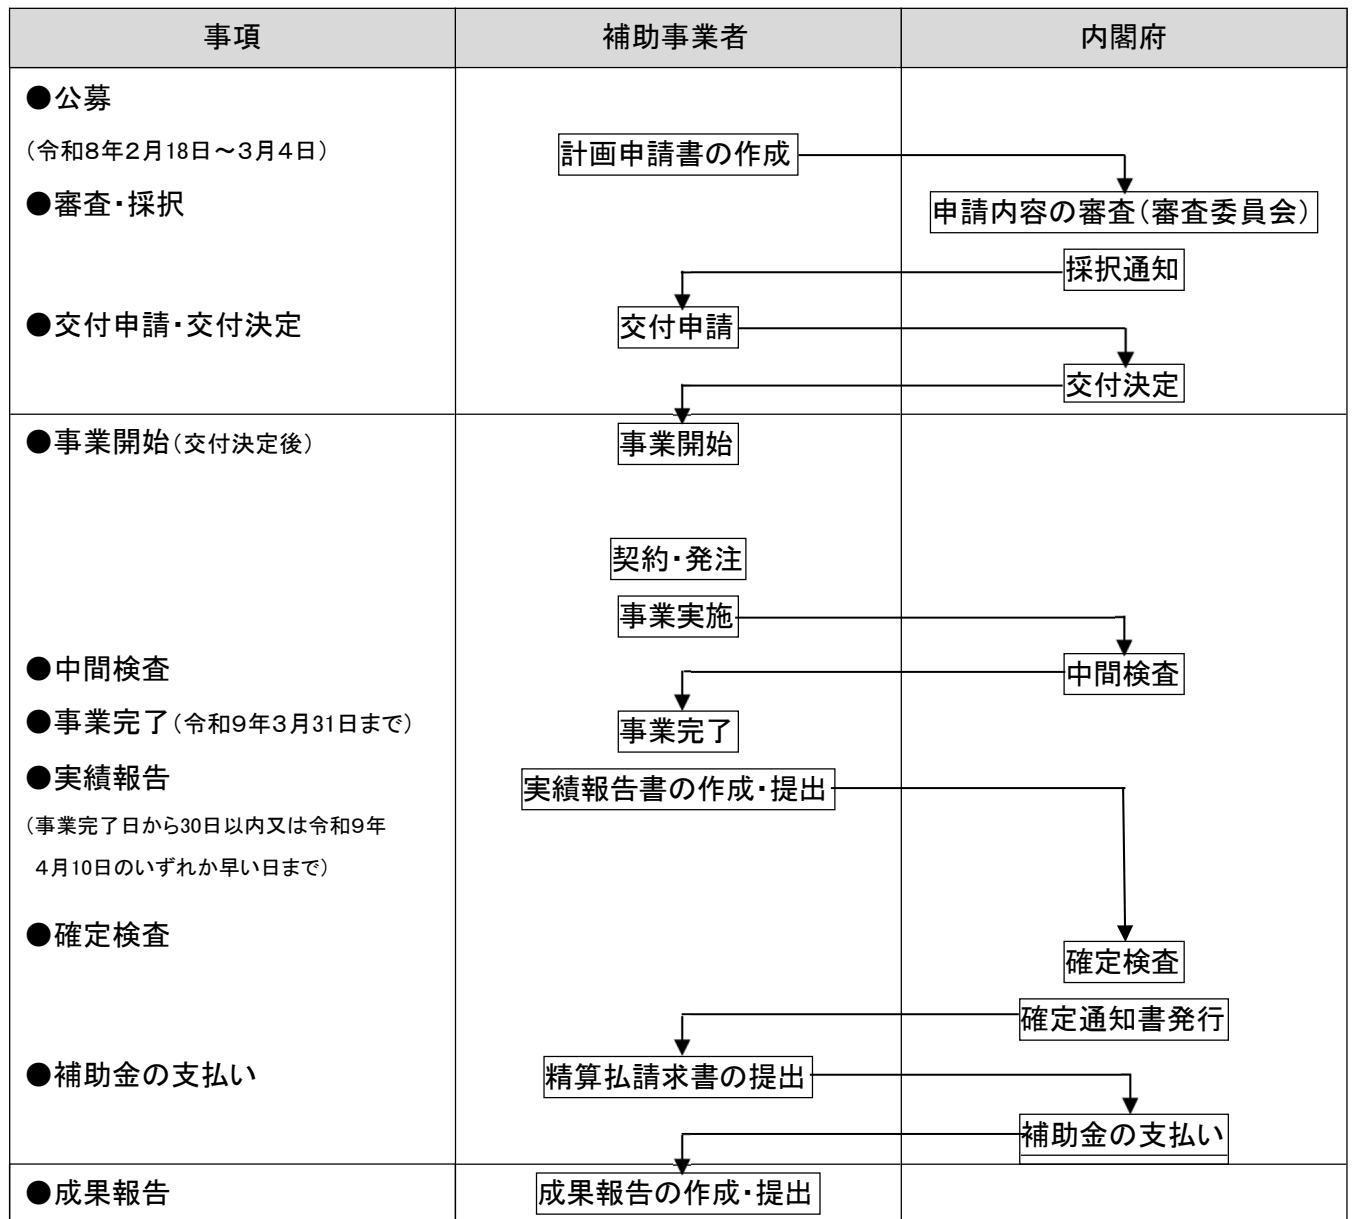 事項 補助事業者 内閣府
●公募
（令和８年２月18日～３月４日） 計画申請書の作成
●審査・採択 申請内容の審査（審査委員会）
採択通知
●交付申請・交付決定 交付申請
交付決定
●事業開始（交付決定後） 事業開始
契約・発注
事業実施
●中間検査 中間検査
●事業完了（令和９年３月31日まで） 事業完了
●実績報告 実績報告書の作成・提出
（事業完了日から30日以内又は令和９年
４月10日のいずれか早い日まで）
●確定検査 確定検査
確定通知書発行
●補助金の支払い 精算払請求書の提出
補助金の支払い
●成果報告 成果報告の作成・提出